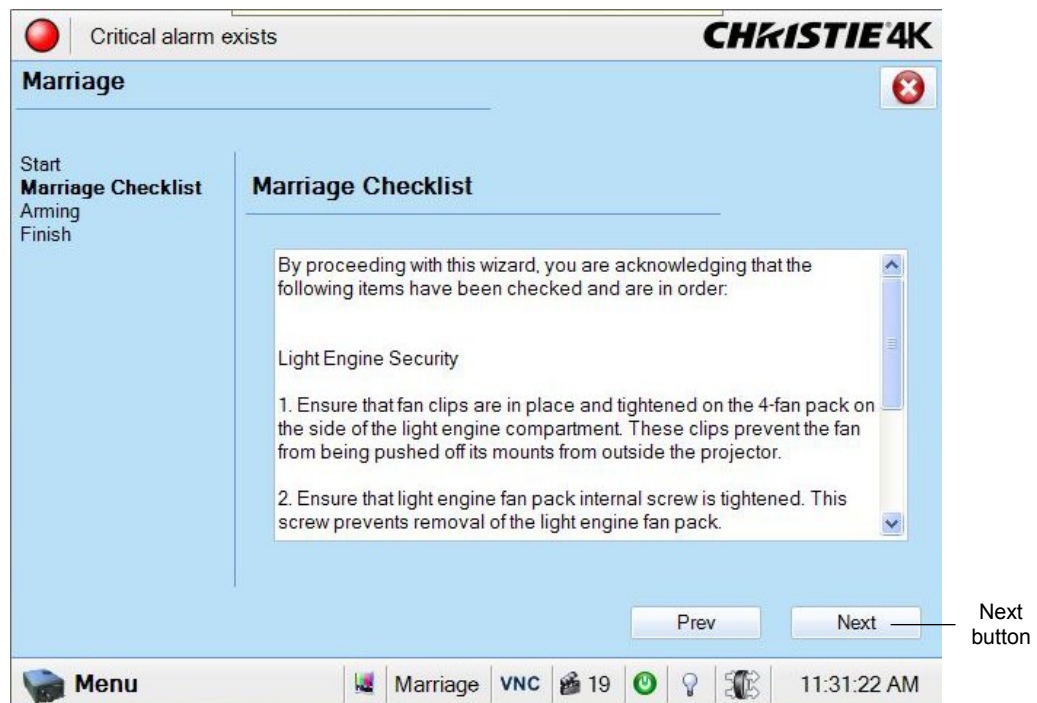 Critical alarm exists
CHRISTIE 4K
Marriage
Start
Marriage Checklist
Arming
Finish
Marriage Checklist
By proceeding with this wizard, you are acknowledging that the
following items have been checked and are in order:
Light Engine Security
1. Ensure that fan clips are in place and tightened on the 4-fan pack on
the side of the light engine compartment. These clips prevent the fan
from being pushed off its mounts from outside the projector.
2. Ensure that light engine fan pack internal screw is tightened. This
screw prevents removal of the light engine fan pack.
Prev
Next
Next
button
Menu
Marriage
VNC
19
11:31:22 AM